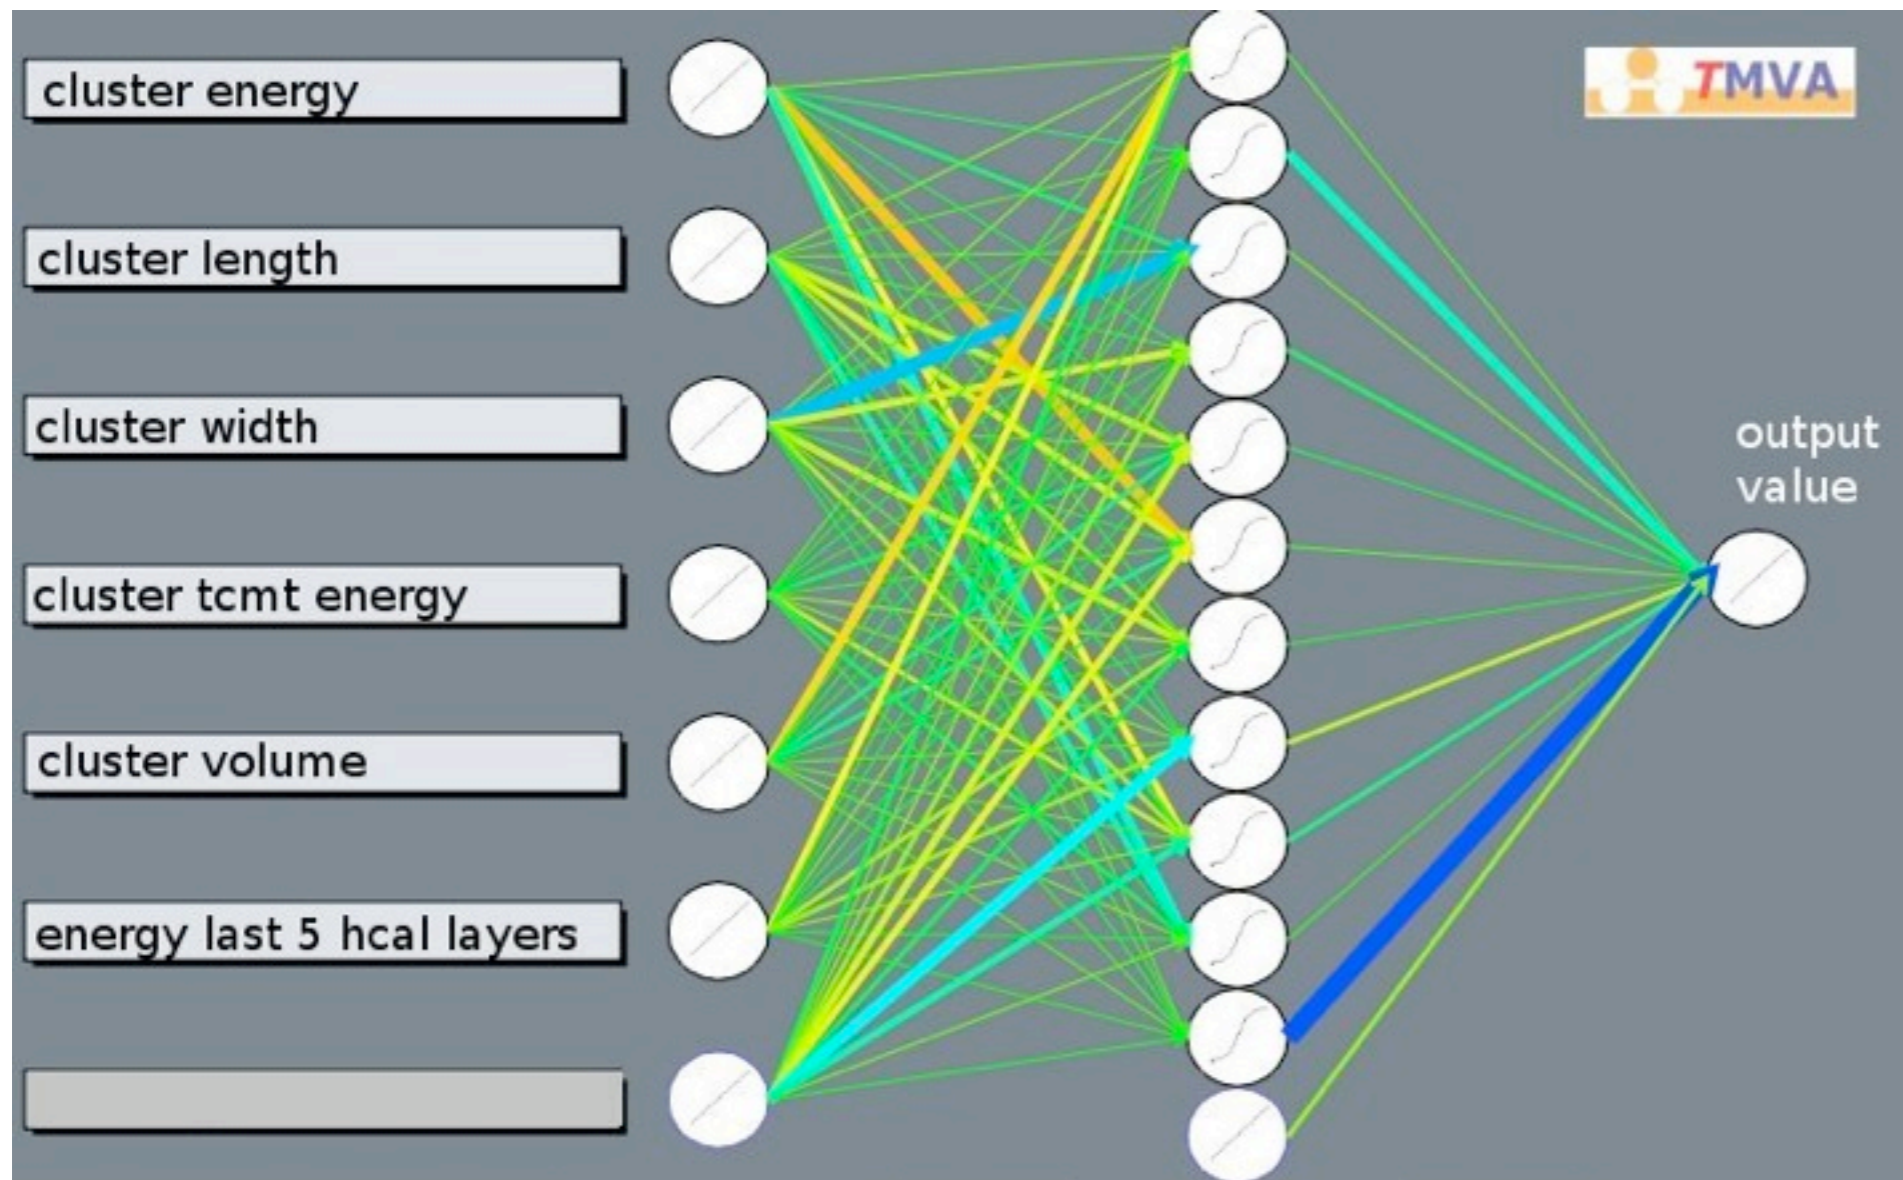 cluster energy
TMVA
cluster length
cluster width
output
value
cluster tcmt energy
cluster volume
energy last 5 hcal layers